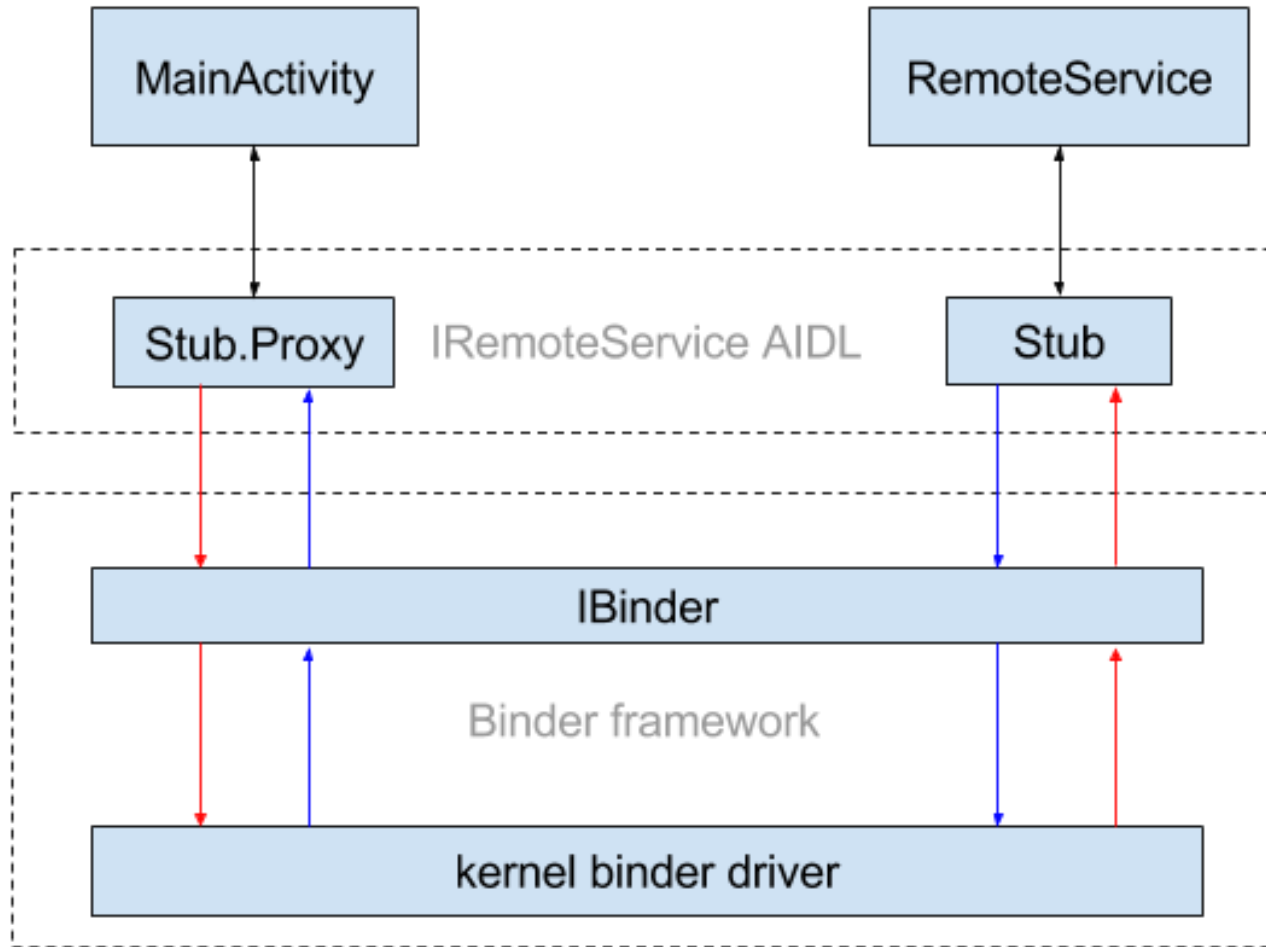 MainActivity
RemoteService
Stub.Proxy
IRemoteService AIDL
Stub
IBinder
Binder framework
kernel binder driver